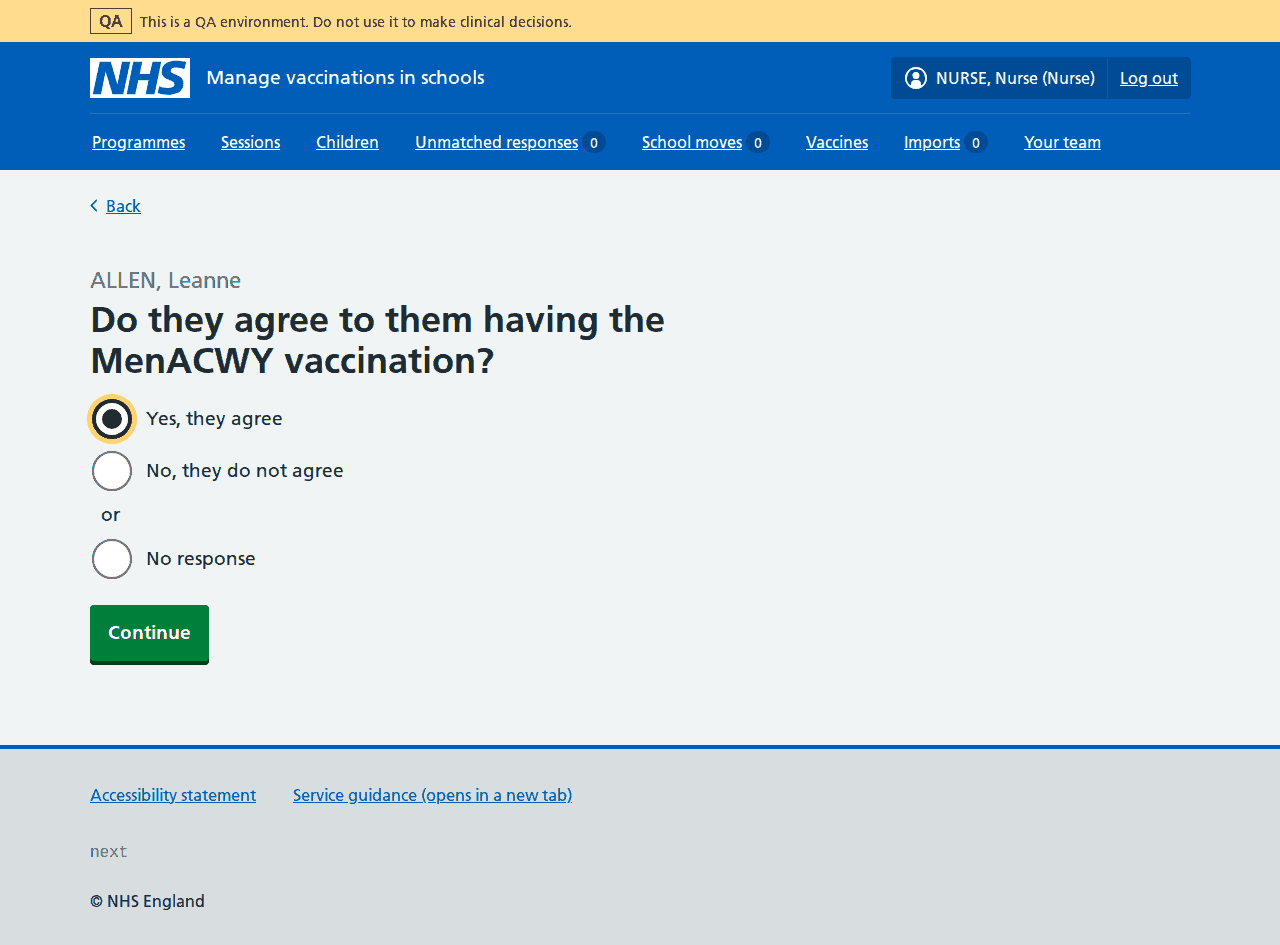 QA This is a QA environment. Do not use it to make clinical decisions.
NHS Manage vaccinations in schools NURSE, Nurse (Nurse) Log out
Programmes Sessions Children Unmatched responses 0 School moves 0 Vaccines Imports 0 Your team
Back
ALLEN, Leanne
Do they agree to them having the
MenACWY vaccination?
Yes, they agree
No, they do not agree
or
No response
Continue
Accessibility statement Service guidance (opens in a new tab)
next
© NHS England